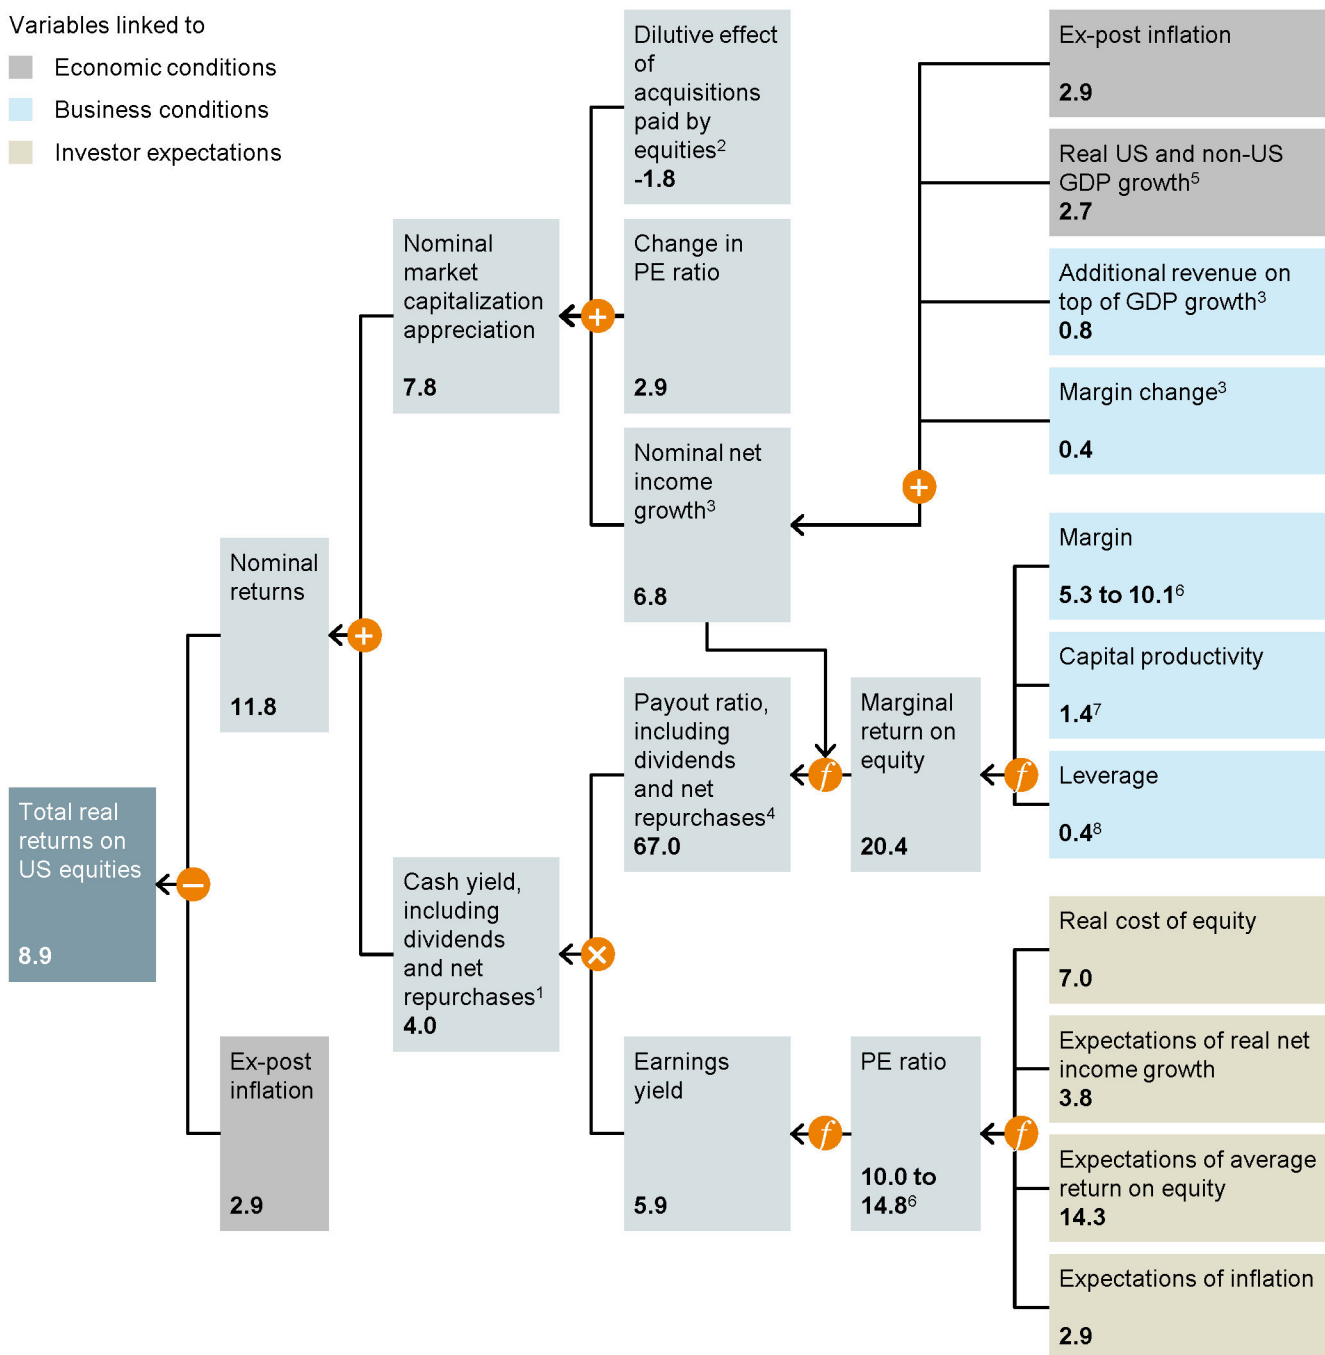 Variables linked to
Economic conditions
Business conditions
Investor expectations
Total real
returns on
US equities
8.9
−
Nominal
returns
11.8
Ex-post
inflation
2.9
+
Nominal
market
capitalization
appreciation
7.8
Cash yield,
including
dividends
and net
repurchases¹
4.0
+
×
Dilutive effect
of
acquisitions
paid by
equities²
-1.8
Change in
PE ratio
2.9
Nominal net
income
growth³
6.8
Payout ratio,
including
dividends
and net
repurchases⁴
67.0
Earnings
yield
5.9
f
f
Marginal
return on
equity
20.4
PE ratio
10.0 to
14.8⁶
+
f
f
Ex-post inflation
2.9
Real US and non-US
GDP growth⁵
2.7
Additional revenue on
top of GDP growth³
0.8
Margin change³
0.4
Margin
5.3 to 10.1⁶
Capital productivity
1.4⁷
Leverage
0.4⁸
Real cost of equity
7.0
Expectations of real net
income growth
3.8
Expectations of average
return on equity
14.3
Expectations of inflation
2.9